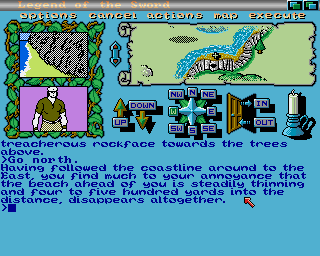 Legend of the Sword
options cancel actions map execute
NW N NE
UP DOWN W E IN
SW S SE OUT
treacherous rockface towards the trees
above.
>Go north.
Having followed the coastline around to the
East, you find much to your annoyance that
the beach ahead of you is steadily thinning
and four to five hundred yards into the
distance, disappears altogether.
>